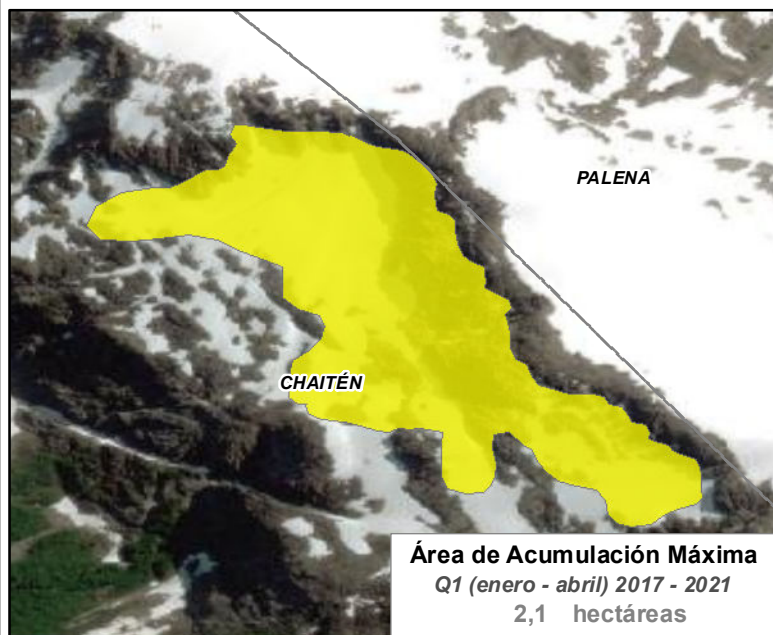 PALENA
CHAITÉN
Área de Acumulación Máxima
Q1 (enero - abril) 2017 - 2021
2,1 hectáreas